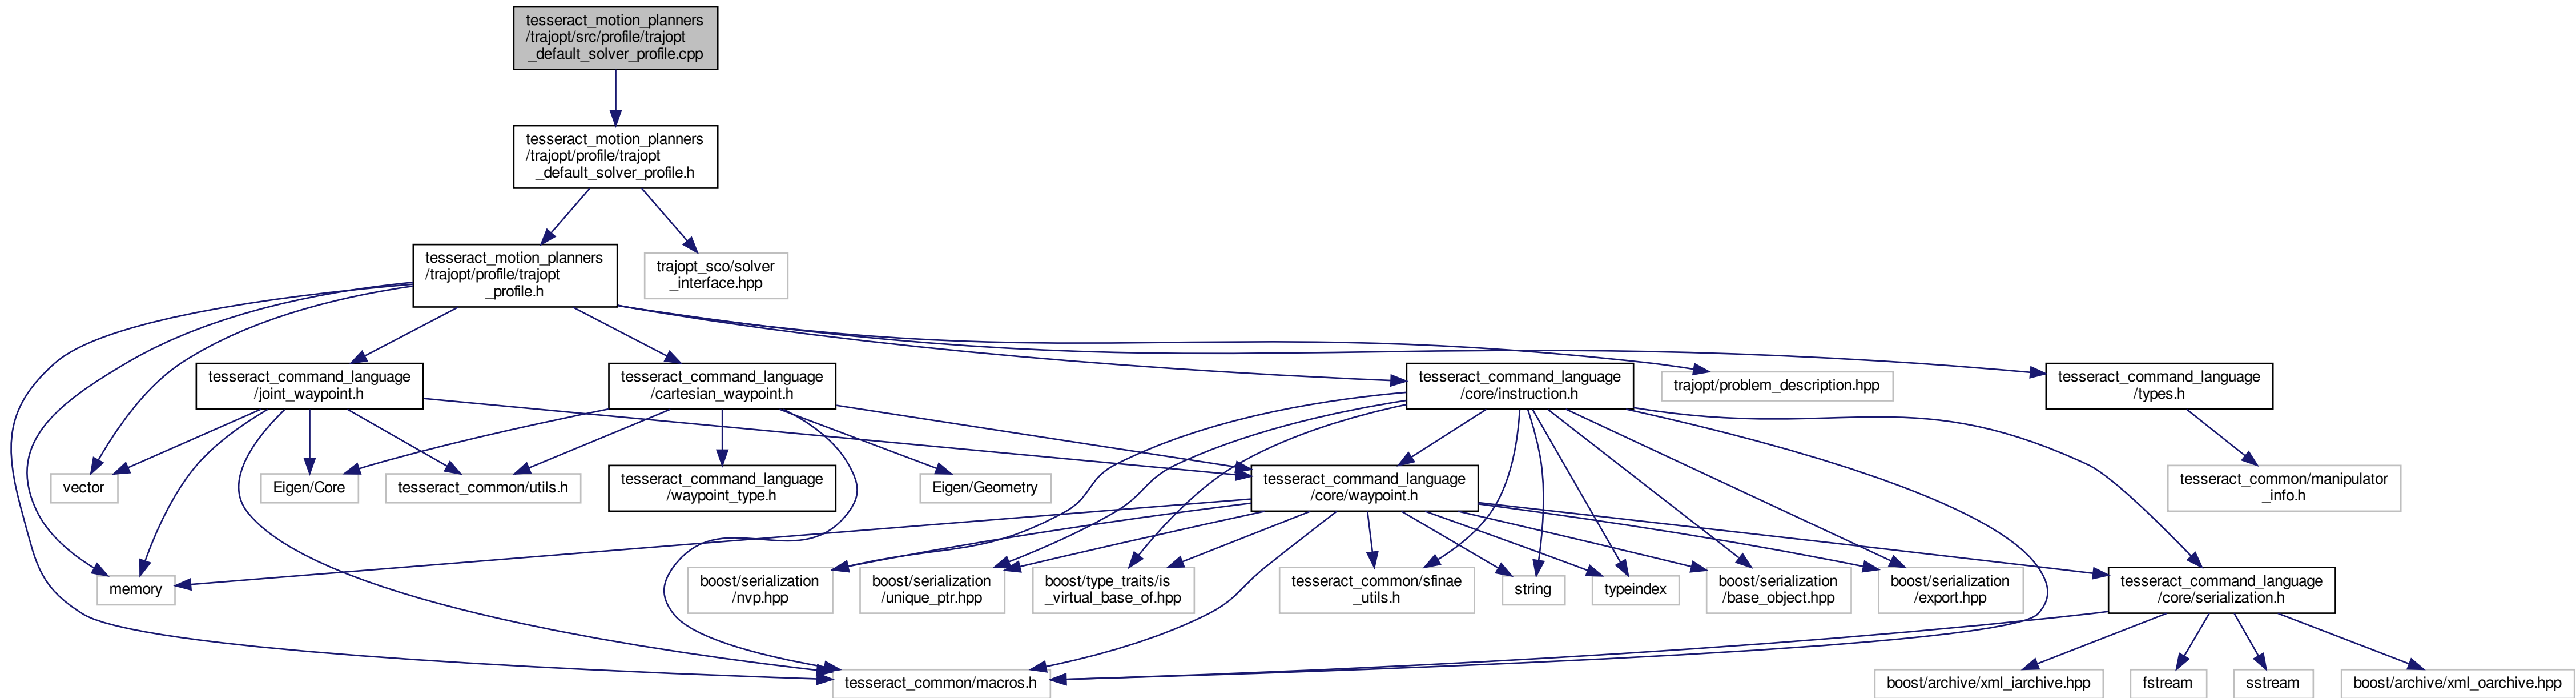 tesseract_motion_planners
/trajopt/src/profile/trajopt
_default_solver_profile.cpp
tesseract_motion_planners
/trajopt/profile/trajopt
_default_solver_profile.h
tesseract_motion_planners
/trajopt/profile/trajopt
_profile.h
trajopt_sco/solver
_interface.hpp
tesseract_command_language
/joint_waypoint.h
tesseract_command_language
/cartesian_waypoint.h
tesseract_command_language
/core/instruction.h
trajopt/problem_description.hpp
tesseract_command_language
/types.h
vector
Eigen/Core
tesseract_common/utils.h
tesseract_command_language
/waypoint_type.h
Eigen/Geometry
tesseract_command_language
/core/waypoint.h
tesseract_common/manipulator
_info.h
memory
boost/serialization
/nvp.hpp
boost/serialization
/unique_ptr.hpp
boost/type_traits/is
_virtual_base_of.hpp
tesseract_common/sfinae
_utils.h
string
typeindex
boost/serialization
/base_object.hpp
boost/serialization
/export.hpp
tesseract_command_language
/core/serialization.h
tesseract_common/macros.h
boost/archive/xml_iarchive.hpp
fstream
sstream
boost/archive/xml_oarchive.hpp